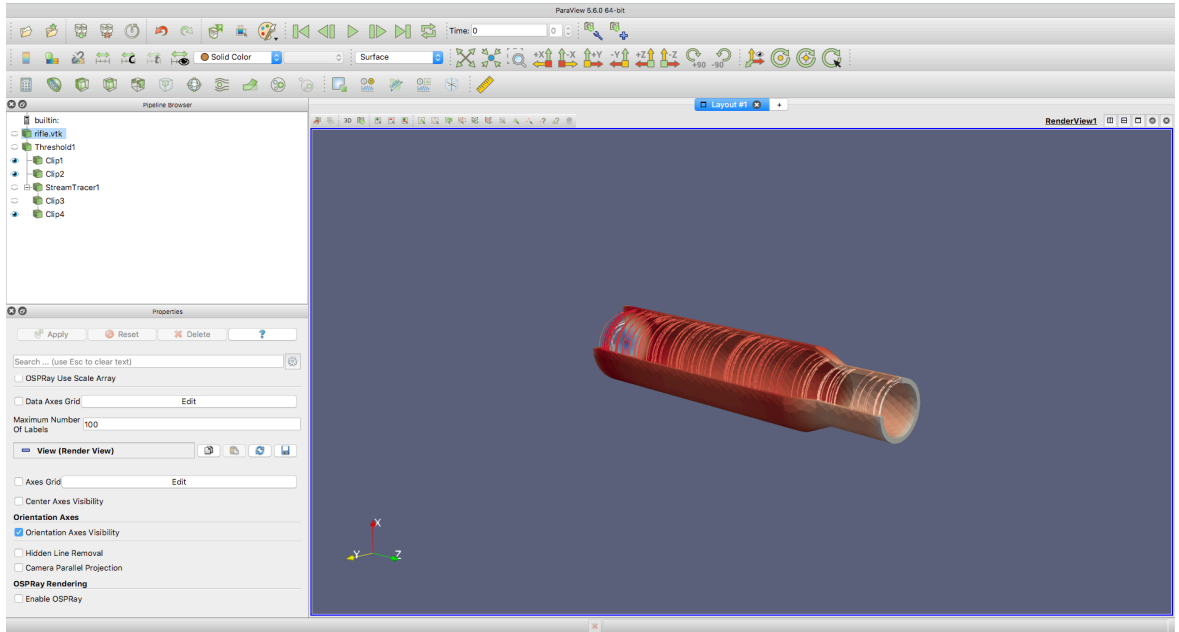 ParaView 5.6.0 64-bit
Time: 0 0
Solid Color Surface +X -X +Y -Y +Z -Z +90 -90
Pipeline Browser
Layout #1 +
builtin:
3D
RenderView1
rifle.vtk
Threshold1
Clip1
Clip2
StreamTracer1
Clip3
Clip4
Properties
Apply Reset Delete ?
Search ... (use Esc to clear text)
OSPRay Use Scale Array
Data Axes Grid Edit
Maximum Number
Of Labels
100
View (Render View)
Axes Grid Edit
Center Axes Visibility
Orientation Axes
Orientation Axes Visibility
Hidden Line Removal
Camera Parallel Projection
OSPRay Rendering
Enable OSPRay
X
Y Z